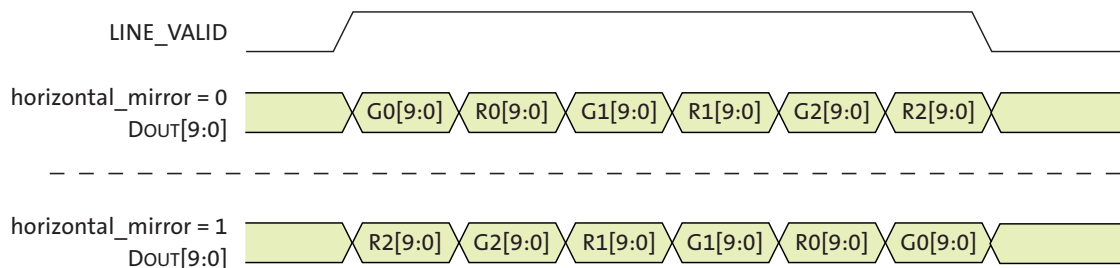 LINE_VALID
horizontal_mirror = 0
DOUT[9:0]
G0[9:0] R0[9:0] G1[9:0] R1[9:0] G2[9:0] R2[9:0]
horizontal_mirror = 1
DOUT[9:0]
R2[9:0] G2[9:0] R1[9:0] G1[9:0] R0[9:0] G0[9:0]